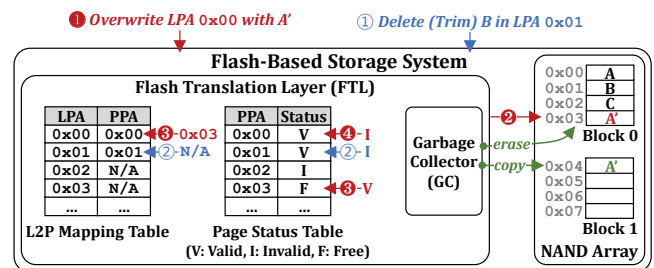 ❶ Overwrite LPA 0x00 with A’
① Delete (Trim) B in LPA 0x01
Flash-Based Storage System
Flash Translation Layer (FTL)
LPA PPA
0x00 0x00 ❸-0x03
0x01 0x01 ②-N/A
0x02 N/A
0x03 N/A
... ...
L2P Mapping Table
PPA Status
0x00 V ❹-I
0x01 V ②-I
0x02 I
0x03 F ❸-V
... ...
Page Status Table
(V: Valid, I: Invalid, F: Free)
Garbage
Collector
(GC)
❷
erase
copy
0x00 A
0x01 B
0x02 C
0x03 A’
Block 0
0x04 A’
0x05
0x06
0x07
Block 1
NAND Array